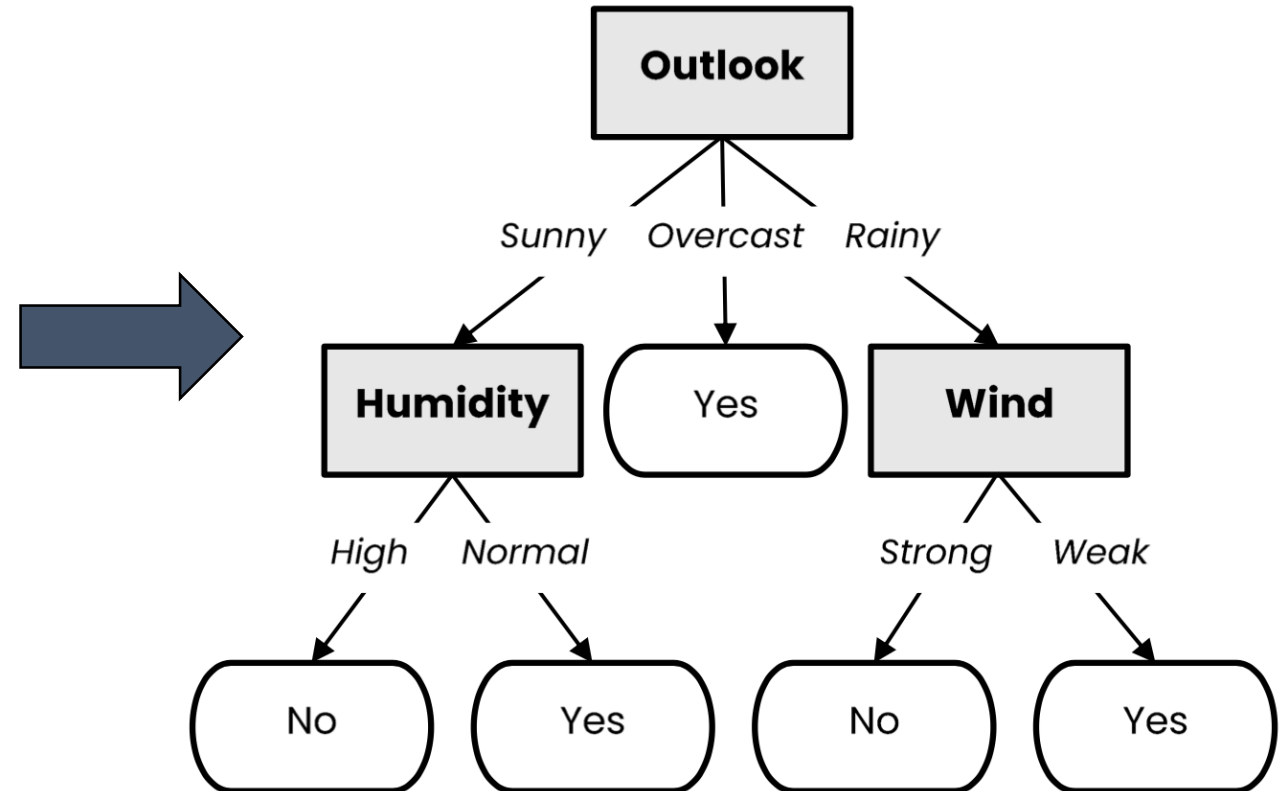 Outlook
Sunny Overcast Rainy
Humidity Yes Wind
High Normal Strong Weak
No Yes No Yes